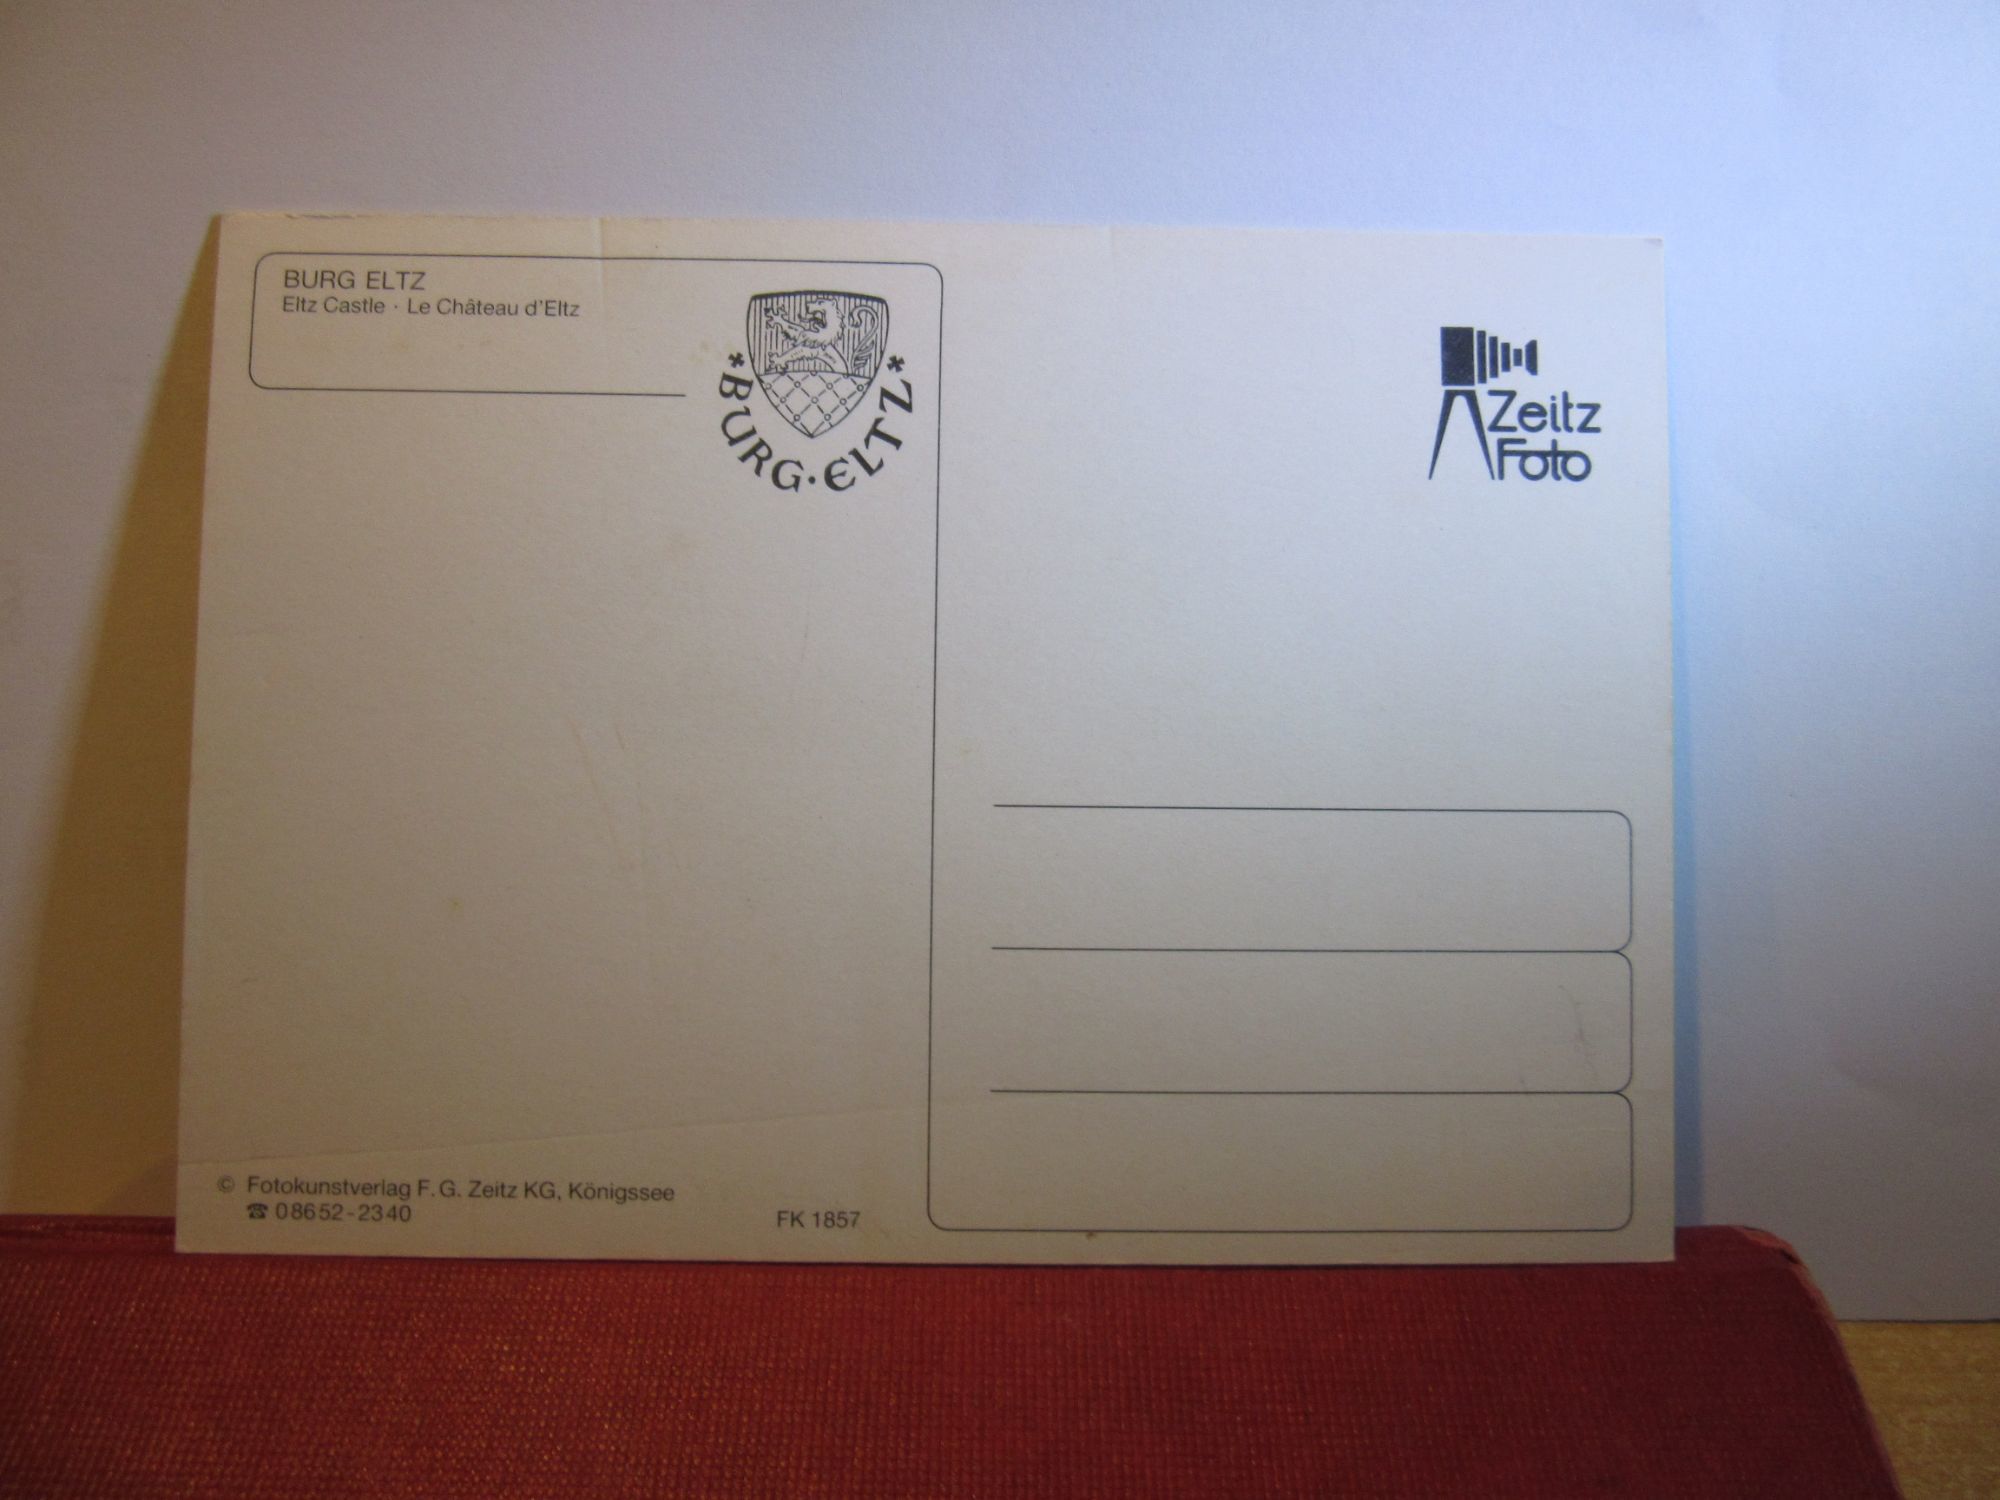 BURG ELTZ
Eltz Castle · Le Château d'Eltz
* BURG · ELTZ *
Zeitz
Foto
© Fotokunstverlag F. G. Zeitz KG, Königssee
☎ 08652-2340
FK 1857